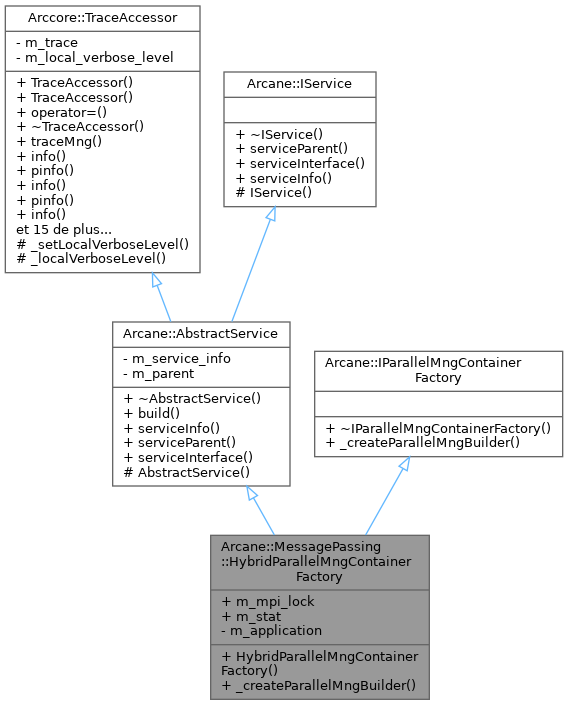 Arccore::TraceAccessor
- m_trace
- m_local_verbose_level
+ TraceAccessor()
+ TraceAccessor()
+ operator=()
+ ~TraceAccessor()
+ traceMng()
+ info()
+ pinfo()
+ info()
+ pinfo()
+ info()
et 15 de plus...
# _setLocalVerboseLevel()
# _localVerboseLevel()
Arcane::IService
+ ~IService()
+ serviceParent()
+ serviceInterface()
+ serviceInfo()
# IService()
Arcane::AbstractService
- m_service_info
- m_parent
+ ~AbstractService()
+ build()
+ serviceInfo()
+ serviceParent()
+ serviceInterface()
# AbstractService()
Arcane::IParallelMngContainer
Factory
+ ~IParallelMngContainerFactory()
+ _createParallelMngBuilder()
Arcane::MessagePassing
::HybridParallelMngContainer
Factory
+ m_mpi_lock
+ m_stat
- m_application
+ HybridParallelMngContainer
Factory()
+ _createParallelMngBuilder()